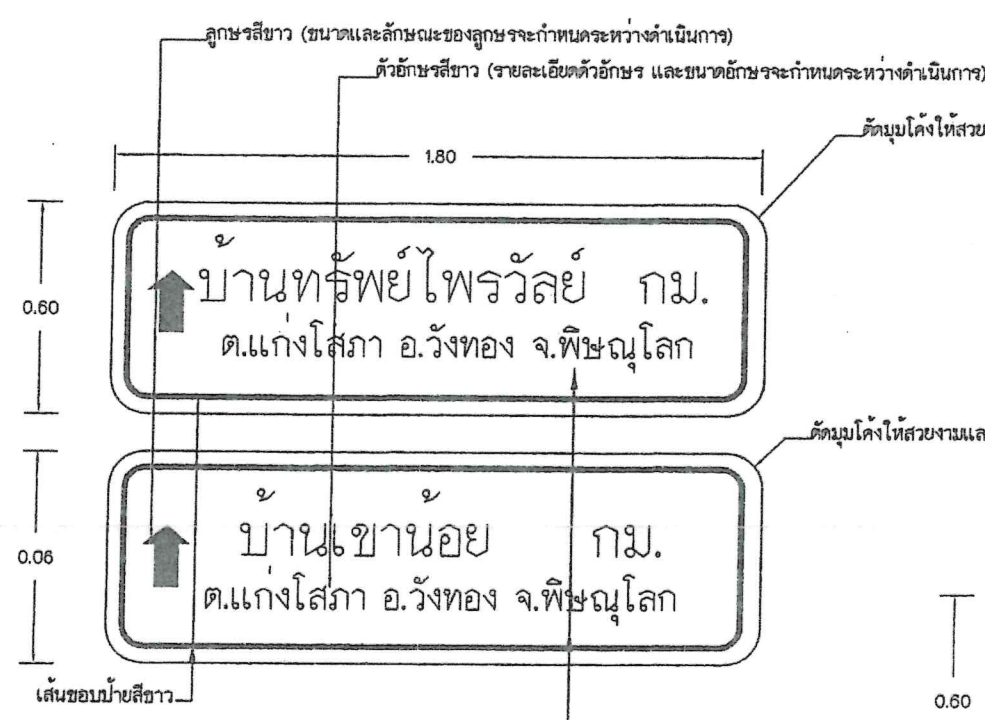 ลูกษรสีขาว (ขนาดและลักษณะของลูกษรจะกำหนดระหว่างดำเนินการ)
ตัวอักษรสีขาว (รายละเอียดตัวอักษร และขนาดอักษรจะกำหนดระหว่างดำเนินการ)
ตัดมุมโค้งให้สวย
1.80
0.60
บ้านทรัพย์ไพรวัลย์ กม.
ต.แก่งโสภา อ.วังทอง จ.พิษณุโลก
ตัดมุมโค้งให้สวยงามแล
0.06
บ้านเขาน้อย กม.
ต.แก่งโสภา อ.วังทอง จ.พิษณุโลก
เส้นขอบป้ายสีขาว
0.60